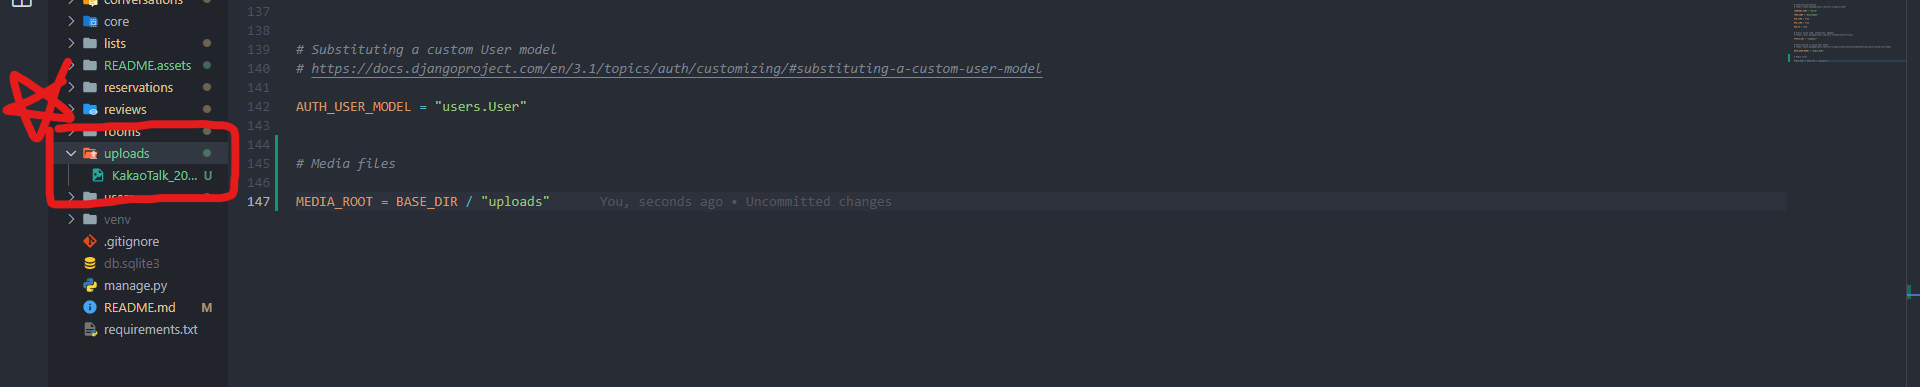 conversations
core
lists
README.assets
reservations
reviews
rooms
uploads
KakaoTalk_20... U
users
venv
.gitignore
db.sqlite3
manage.py
README.md M
requirements.txt
137
138
139 # Substituting a custom User model
140 # https://docs.djangoproject.com/en/3.1/topics/auth/customizing/#substituting-a-custom-user-model
141
142 AUTH_USER_MODEL = "users.User"
143
144
145 # Media files
146
147 MEDIA_ROOT = BASE_DIR / "uploads" You, seconds ago • Uncommitted changes